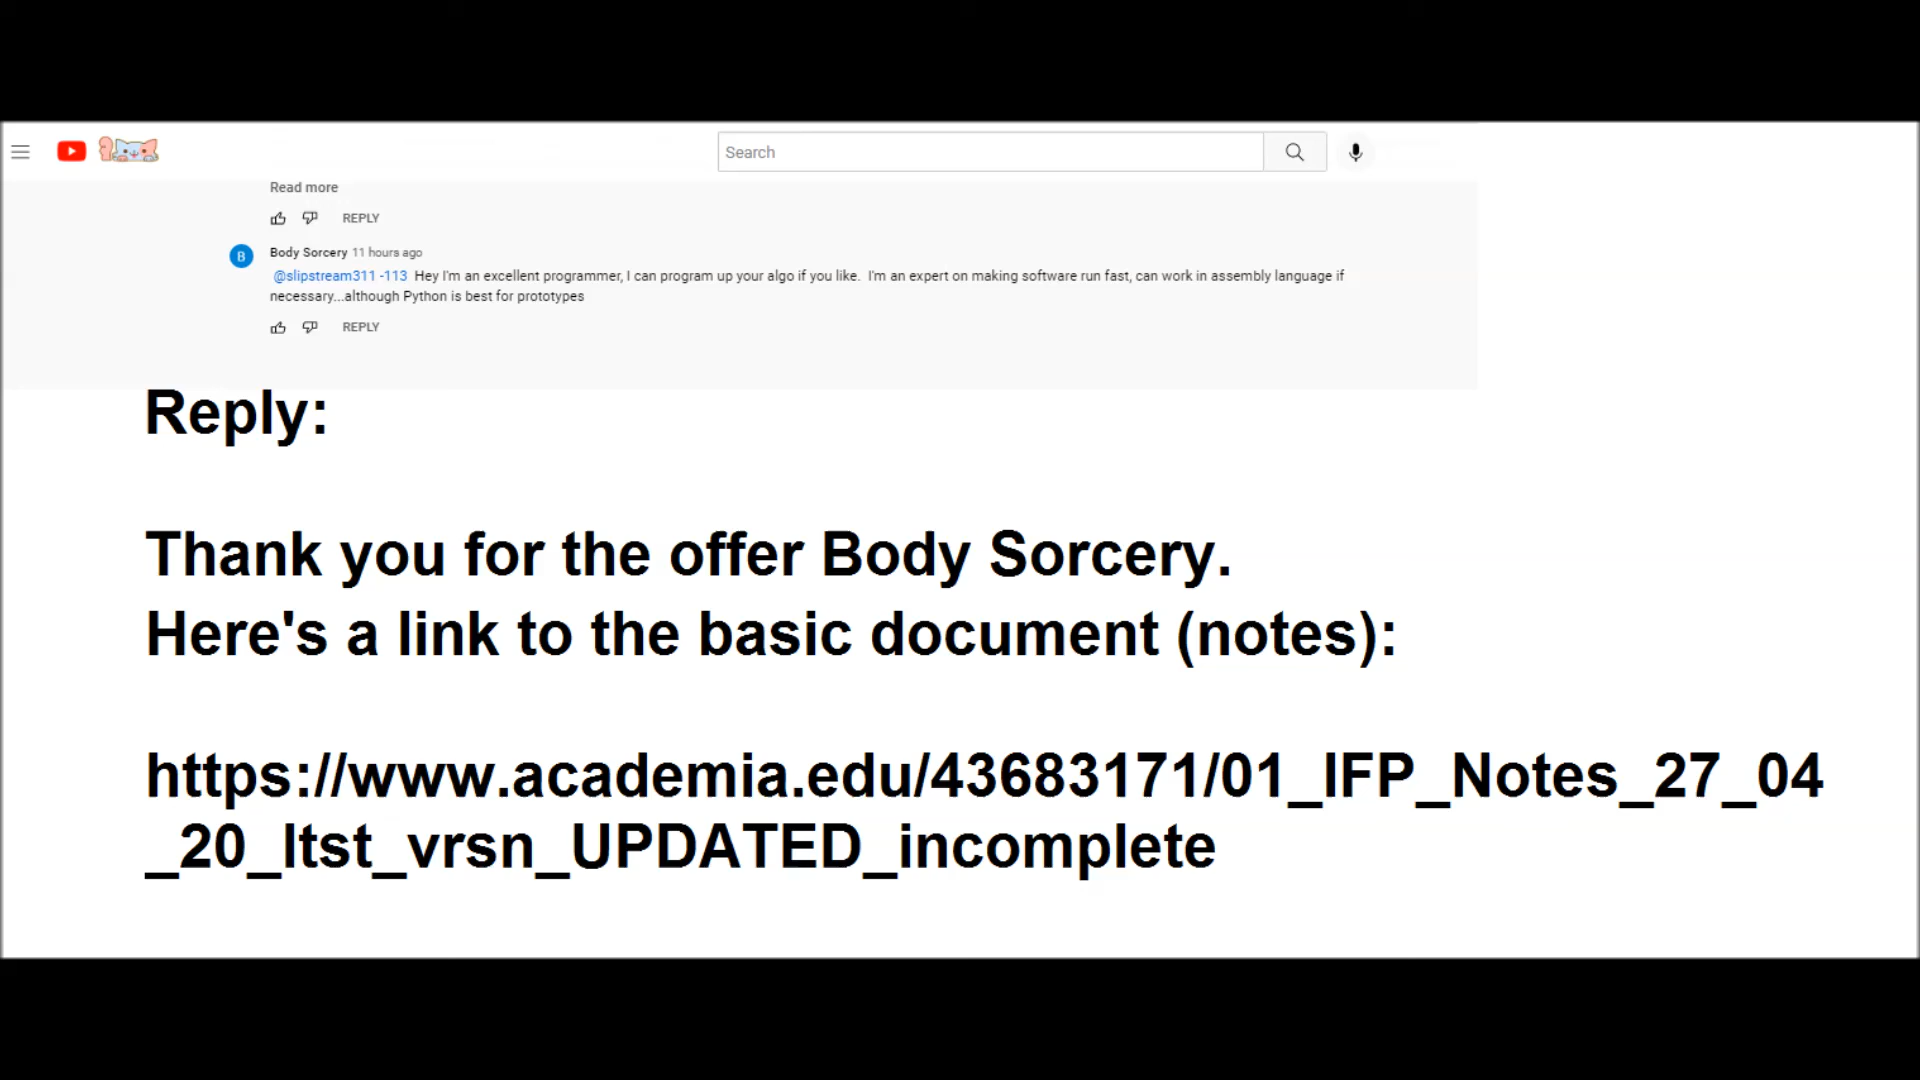 Search
Read more
REPLY
B
Body Sorcery 11 hours ago
@slipstream311 -113 Hey I'm an excellent programmer, I can program up your algo if you like. I'm an expert on making software run fast, can work in assembly language if
necessary...although Python is best for prototypes
REPLY
Reply:
Thank you for the offer Body Sorcery.
Here's a link to the basic document (notes):
https://www.academia.edu/43683171/01_IFP_Notes_27_04
_20_ltst_vrsn_UPDATED_incomplete